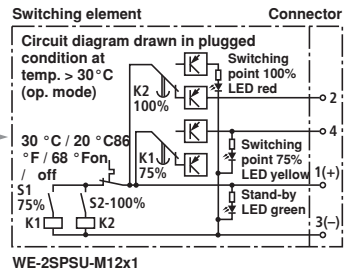 Switching element
Connector
Circuit diagram drawn in plugged
condition at
temp. > 30°C
(op. mode)
K2
100%
Switching
point 100%
LED red
2
4
30 °C / 20 °C86
°F / 68 °Fon
/ off
K1
75%
Switching
point 75%
LED yellow
1(+)
S1
75%
S2-100%
Stand-by
LED green
K1
K2
3(–)
WE-2SPSU-M12x1